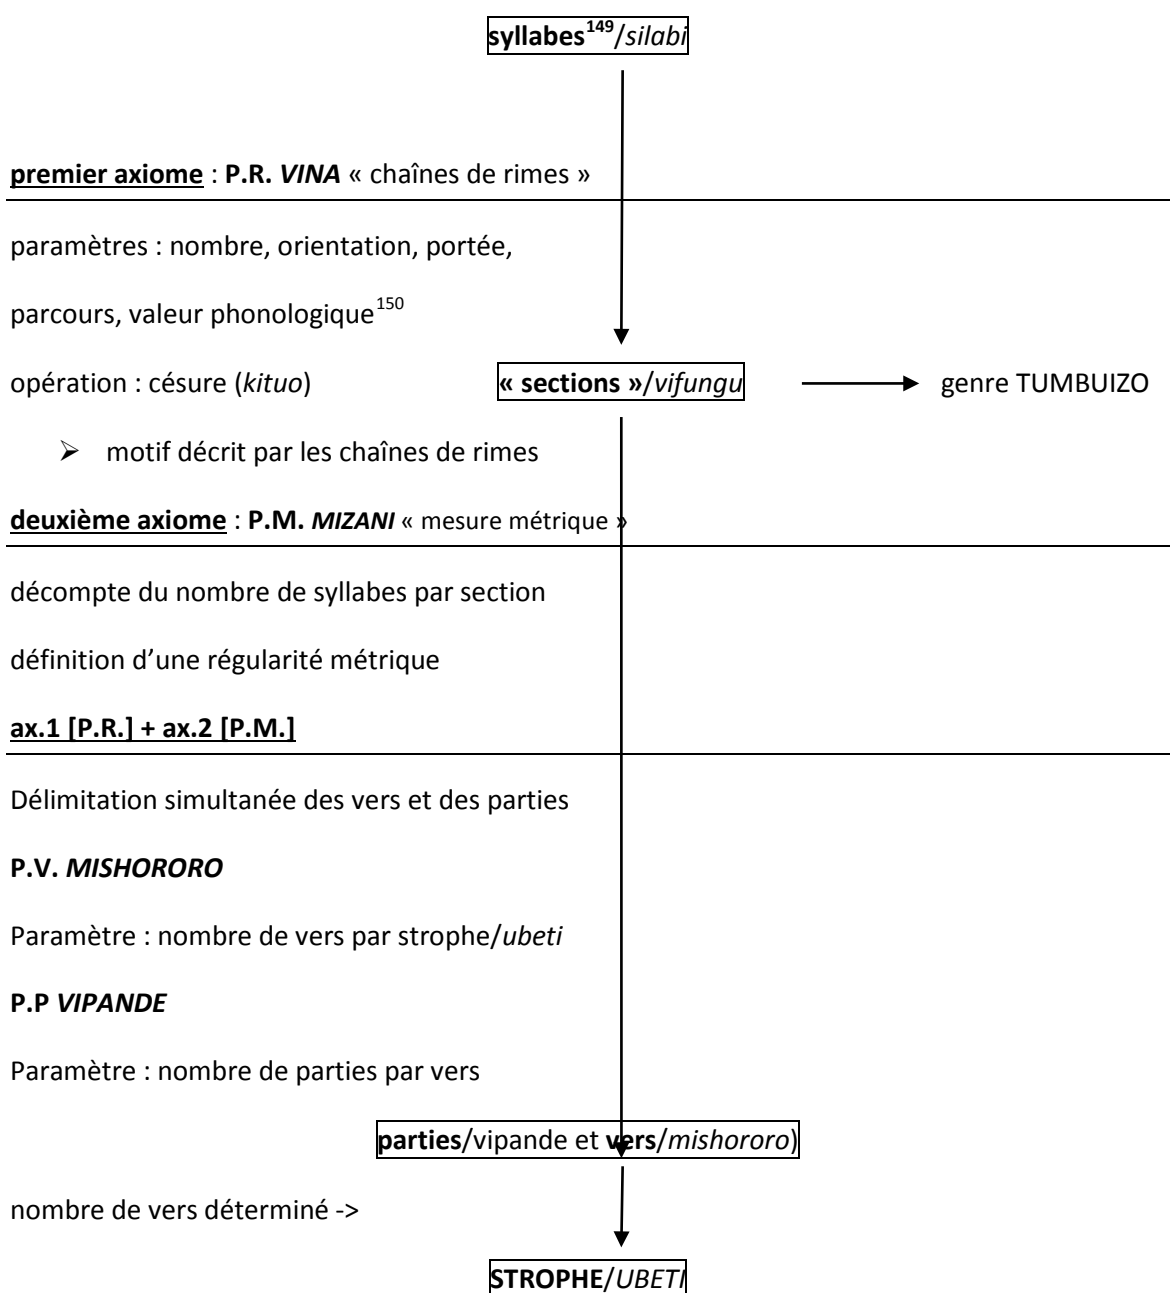 syllabes149/silabi
premier axiome : P.R. VINA « chaînes de rimes »
paramètres : nombre, orientation, portée,
parcours, valeur phonologique150
opération : césure (kituo) « sections »/vifungu genre TUMBUIZO
➢ motif décrit par les chaînes de rimes
deuxième axiome : P.M. MIZANI « mesure métrique »
décompte du nombre de syllabes par section
définition d’une régularité métrique
ax.1 [P.R.] + ax.2 [P.M.]
Délimitation simultanée des vers et des parties
P.V. MISHORORO
Paramètre : nombre de vers par strophe/ubeti
P.P VIPANDE
Paramètre : nombre de parties par vers
parties/vipande et vers/mishororo)
nombre de vers déterminé ->
STROPHE/UBETI